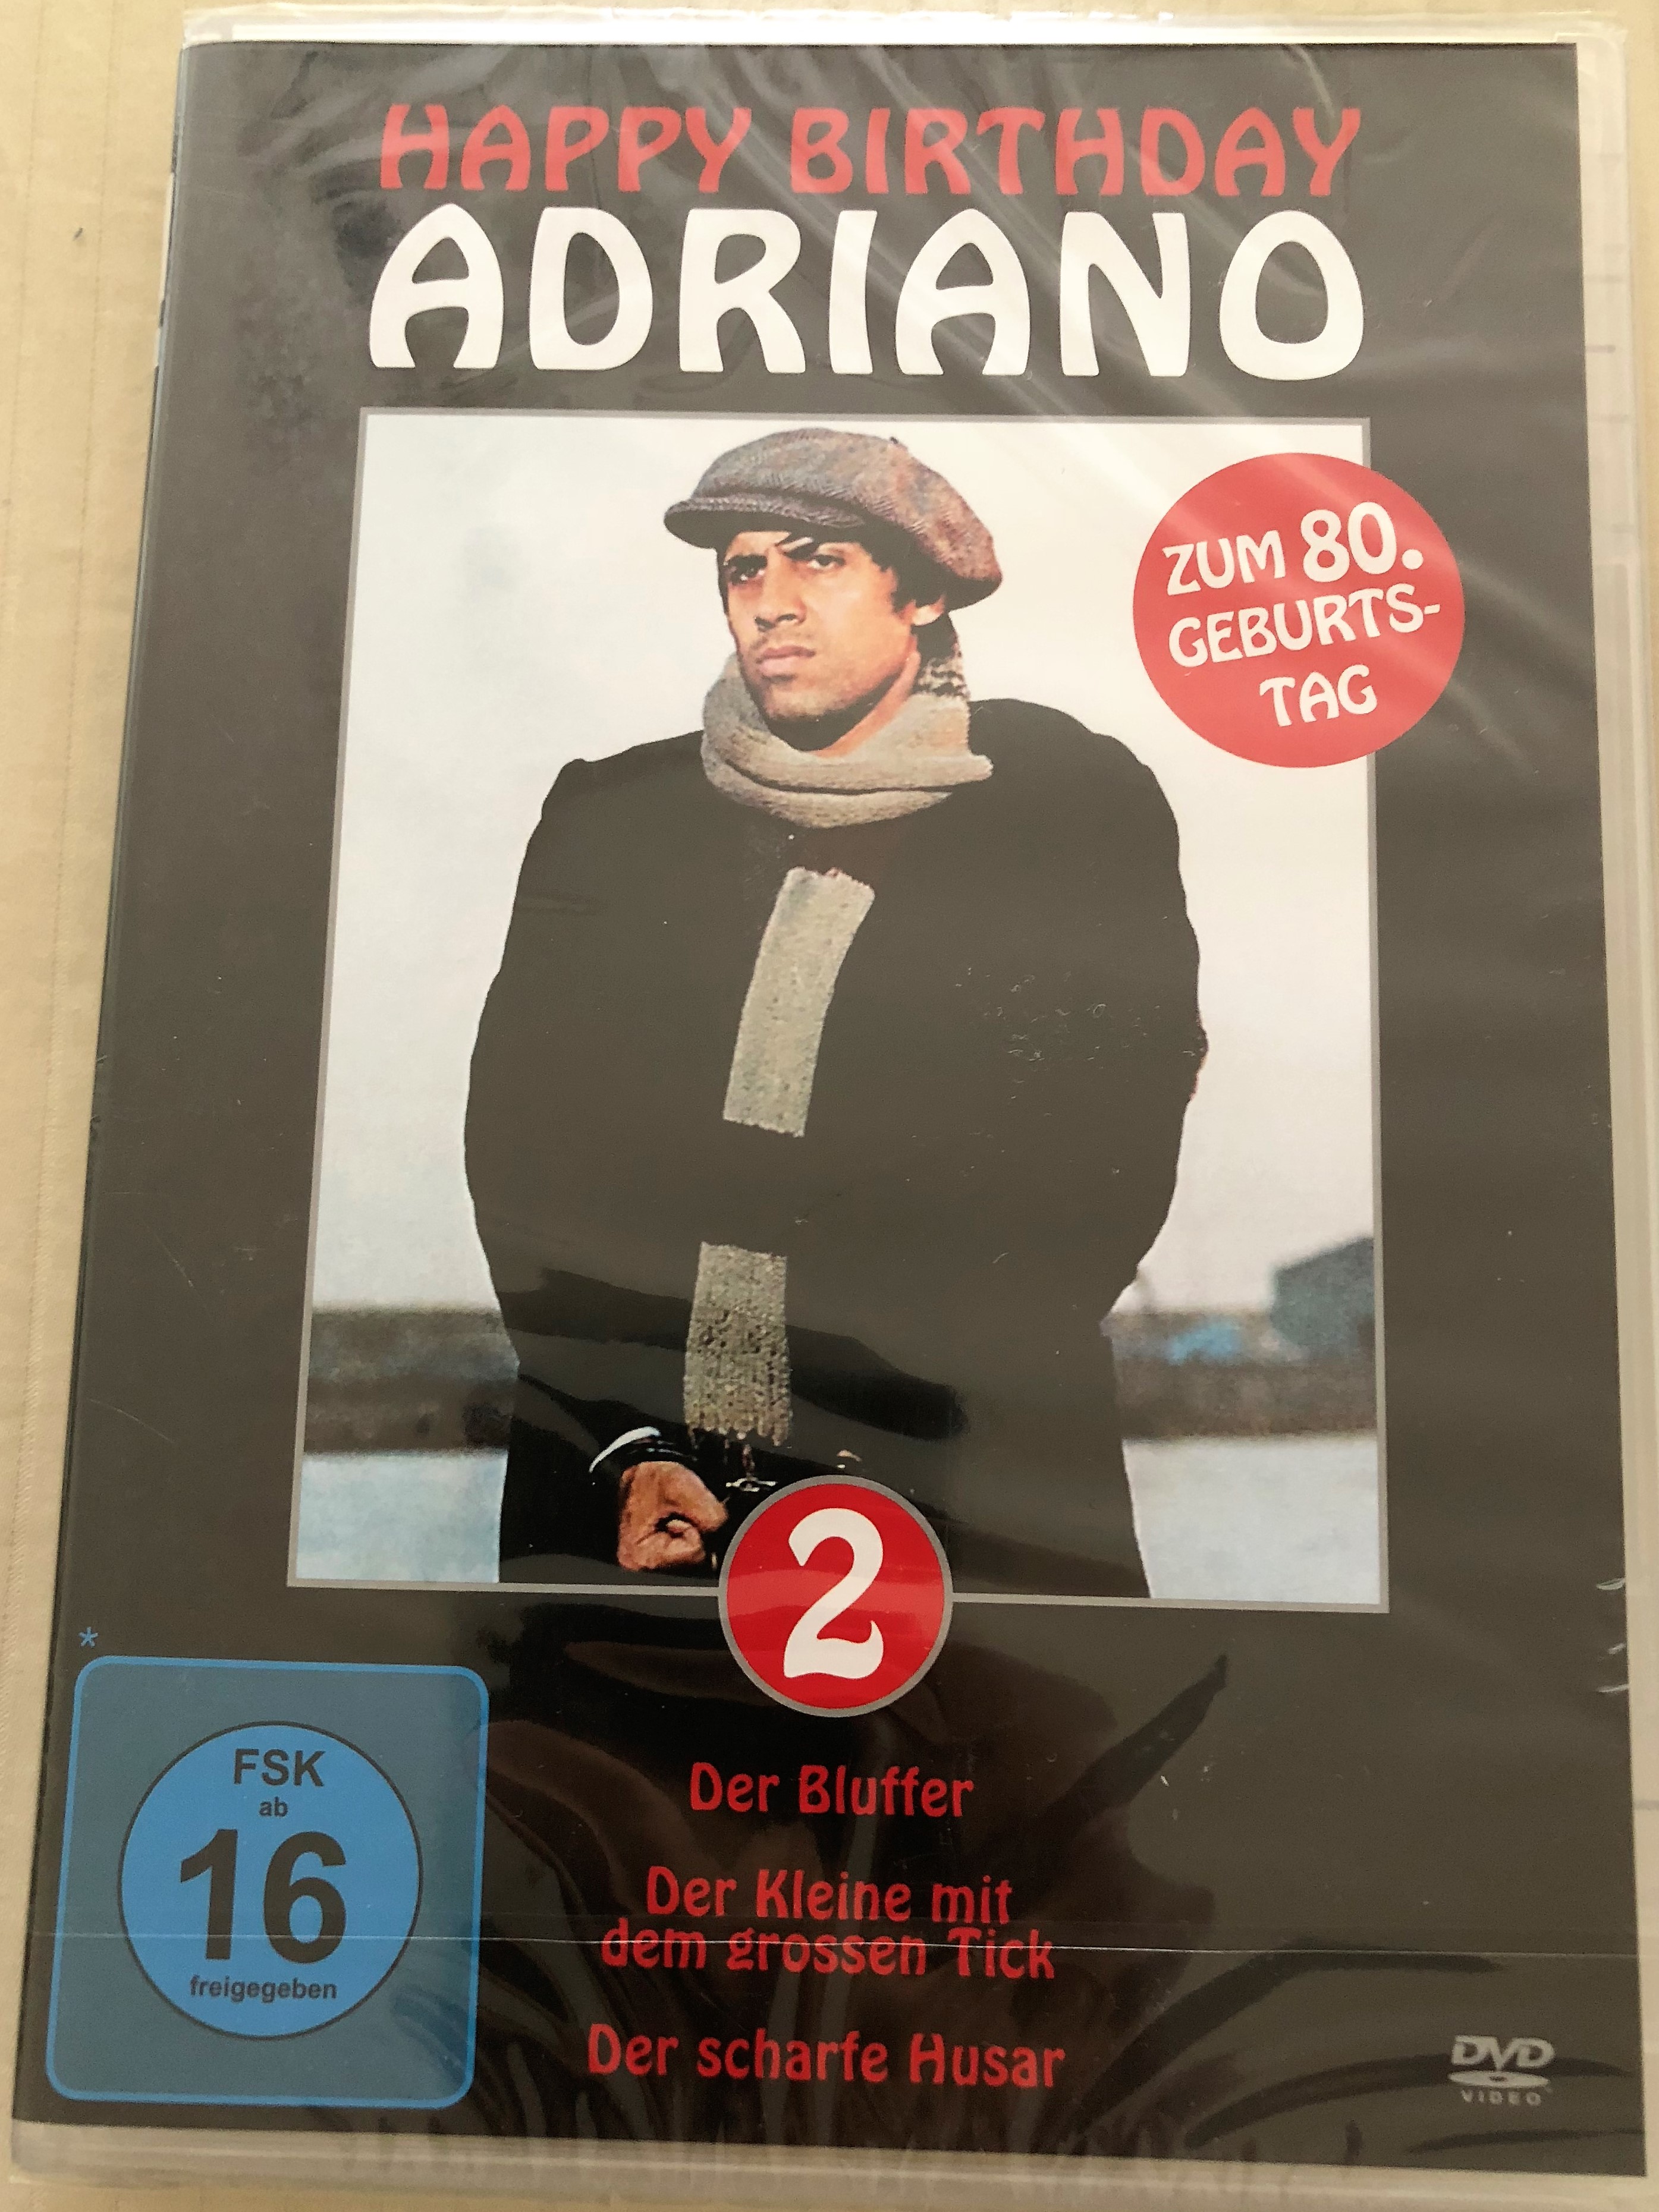 HAPPY BIRTHDAY
ADRIANO
ZUM 80.
GEBURTS-
TAG
2
*
FSK
ab
16
freigegeben
Der Bluffer
Der Kleine mit
dem grossen Tick
Der scharfe Husar
DVD
VIDEO